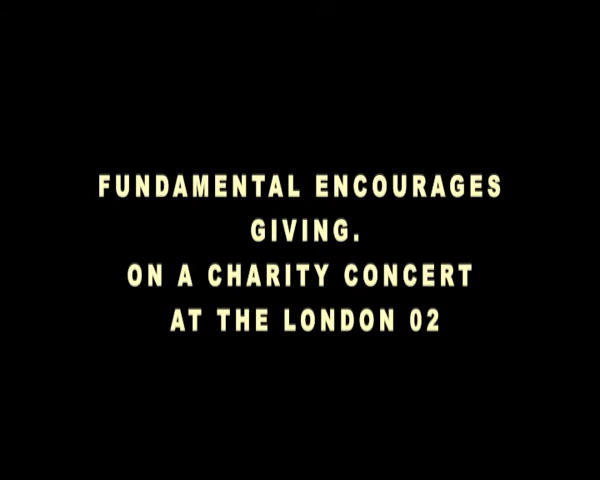 FUNDAMENTAL ENCOURAGES
GIVING.
ON A CHARITY CONCERT
AT THE LONDON 02